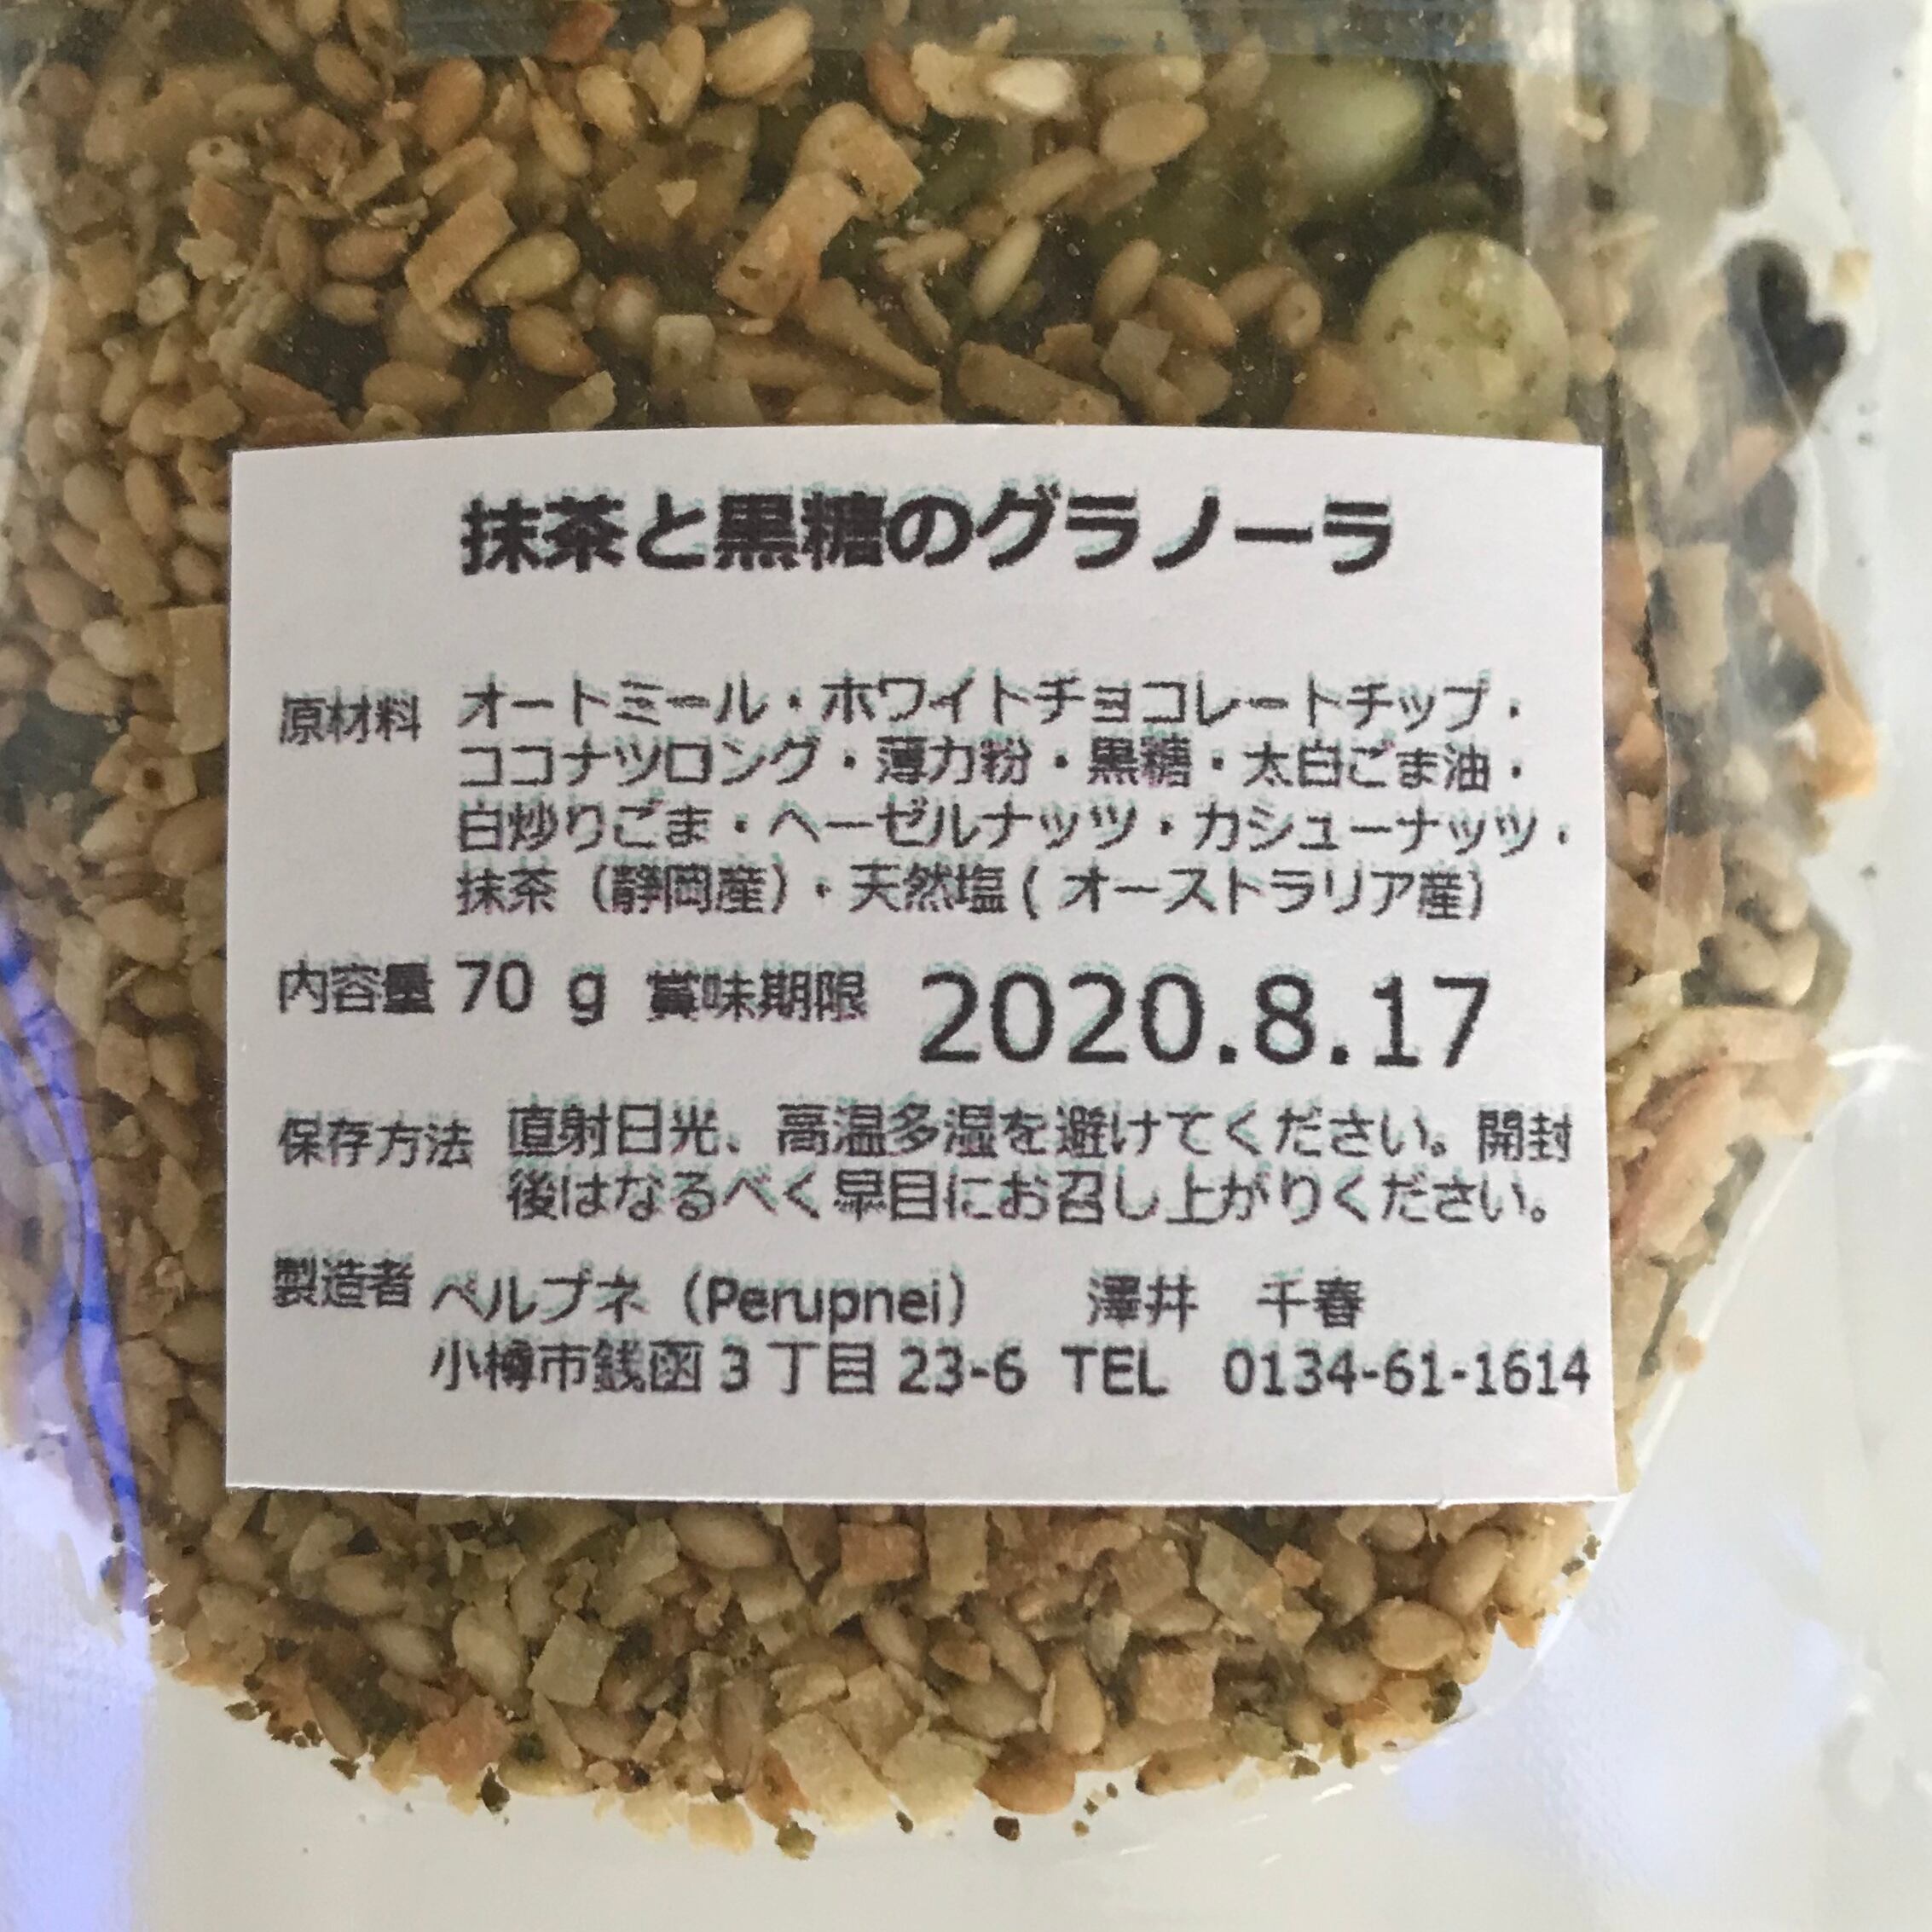 抹茶と黒糖のグラノーラ
原材料 オートミール・ホワイトチョコレートチップ・
ココナツロング・薄力粉・黒糖・太白ごま油・
白炒りごま・ヘーゼルナッツ・カシューナッツ・
抹茶（静岡産）・天然塩( オーストラリア産)
内容量 70 g 賞味期限 2020.8.17
保存方法 直射日光、高温多湿を避けてください。開封
後はなるべく早目にお召し上がりください。
製造者 ペルプネ（Perupnei） 澤井 千春
小樽市銭函 3 丁目 23-6 TEL 0134-61-1614